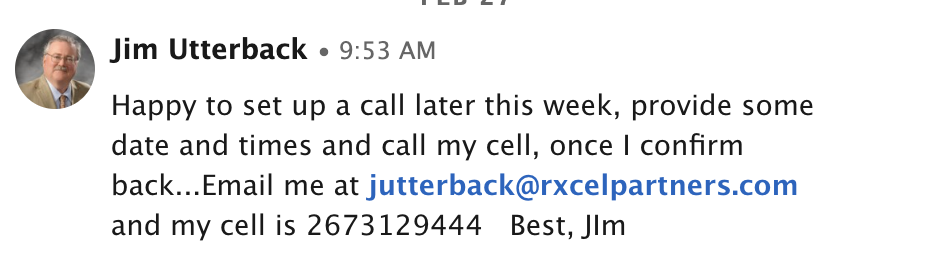 FEB 27
Jim Utterback • 9:53 AM
Happy to set up a call later this week, provide some
date and times and call my cell, once I confirm
back...Email me at jutterback@rxcelpartners.com
and my cell is 2673129444   Best, JIm